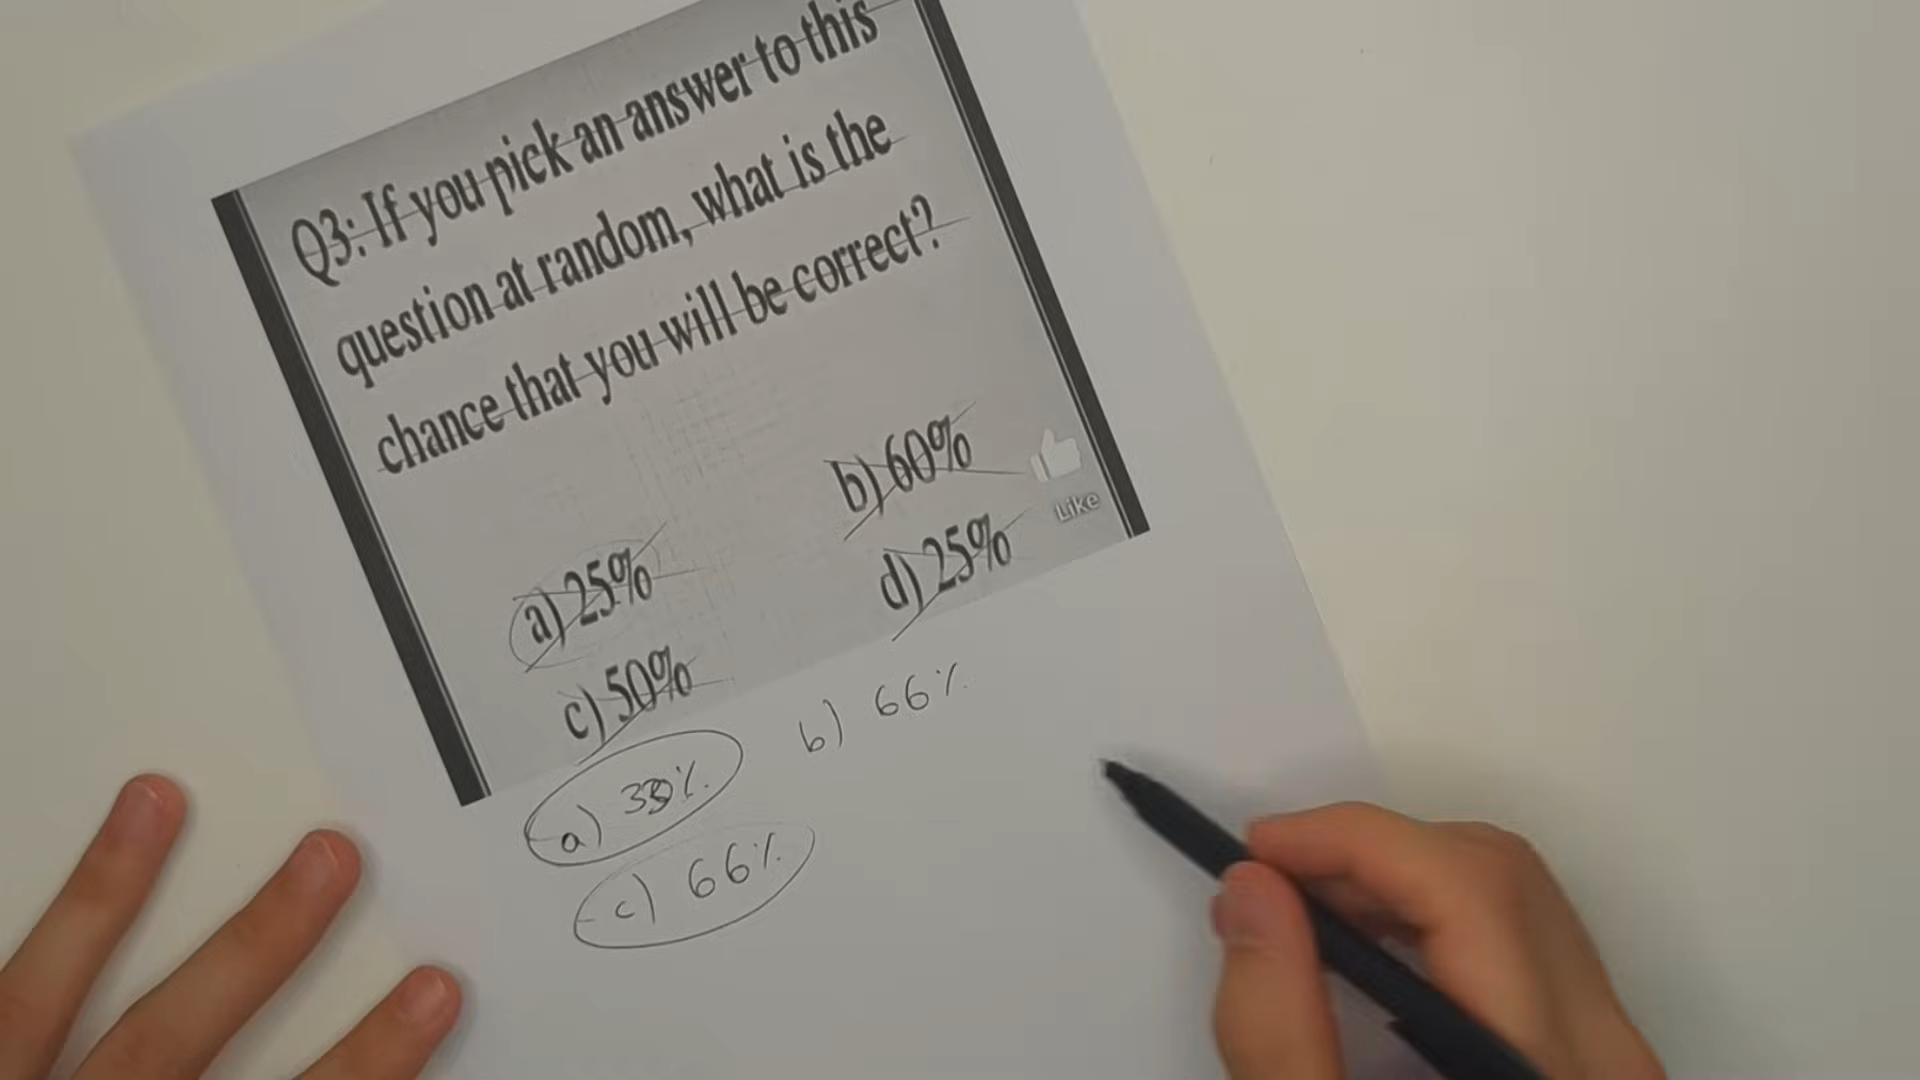 Q3: If you pick an answer to this
question at random, what is the
chance that you will be correct?
a) 25% b) 60%
c) 50% d) 25%
Like
a) 33% b) 66%
c) 66%